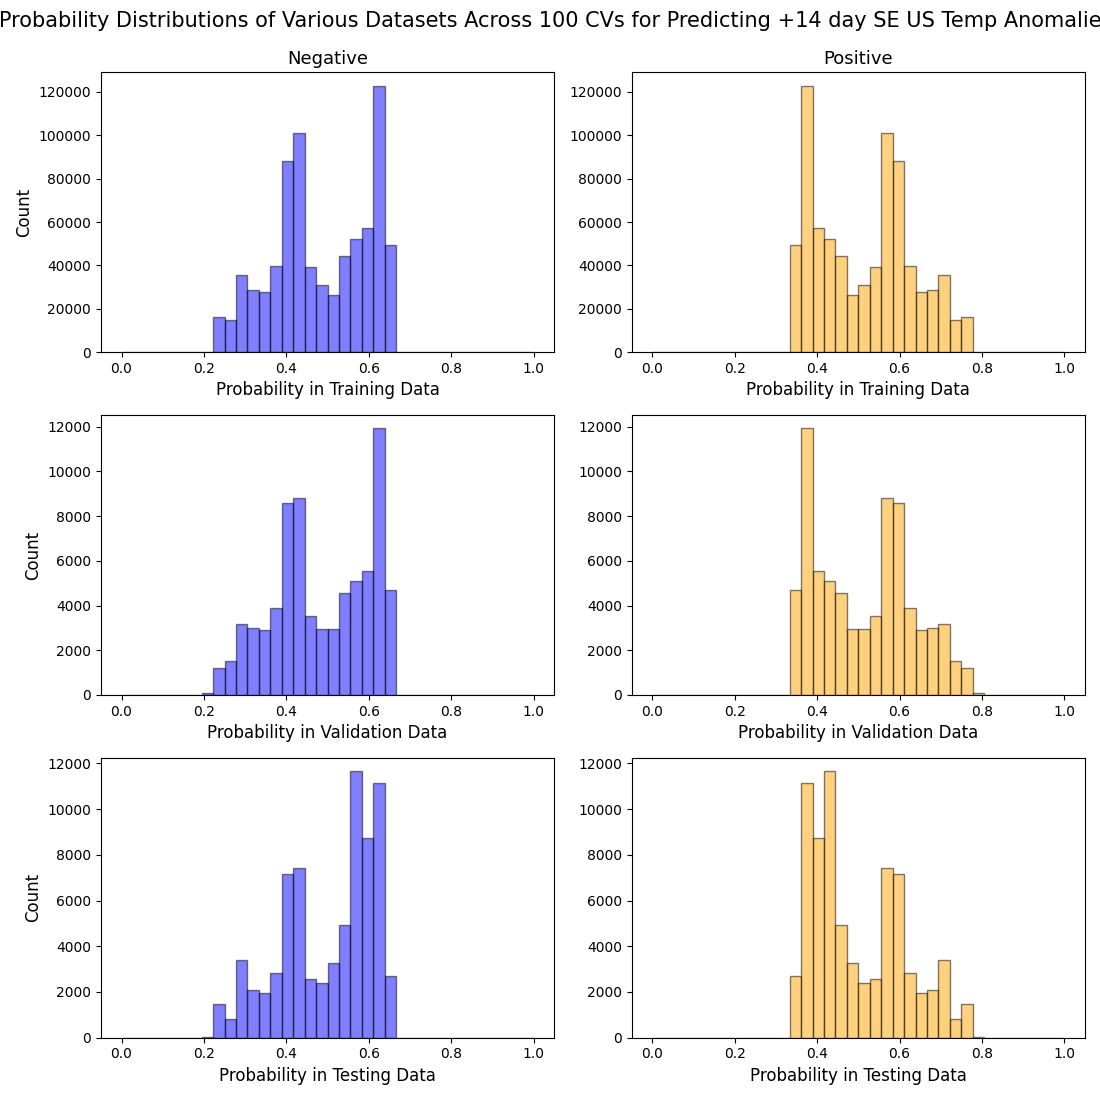 Probability Distributions of Various Datasets Across 100 CVs for Predicting +14 day SE US Temp Anomalie
Negative
Positive
120000
100000
80000
60000
40000
20000
0
Count
0.0 0.2 0.4 0.6 0.8 1.0
Probability in Training Data
120000
100000
80000
60000
40000
20000
0
0.0 0.2 0.4 0.6 0.8 1.0
Probability in Training Data
12000
10000
8000
6000
4000
2000
0
Count
0.0 0.2 0.4 0.6 0.8 1.0
Probability in Validation Data
12000
10000
8000
6000
4000
2000
0
0.0 0.2 0.4 0.6 0.8 1.0
Probability in Validation Data
12000
10000
8000
6000
4000
2000
0
Count
0.0 0.2 0.4 0.6 0.8 1.0
Probability in Testing Data
12000
10000
8000
6000
4000
2000
0
0.0 0.2 0.4 0.6 0.8 1.0
Probability in Testing Data